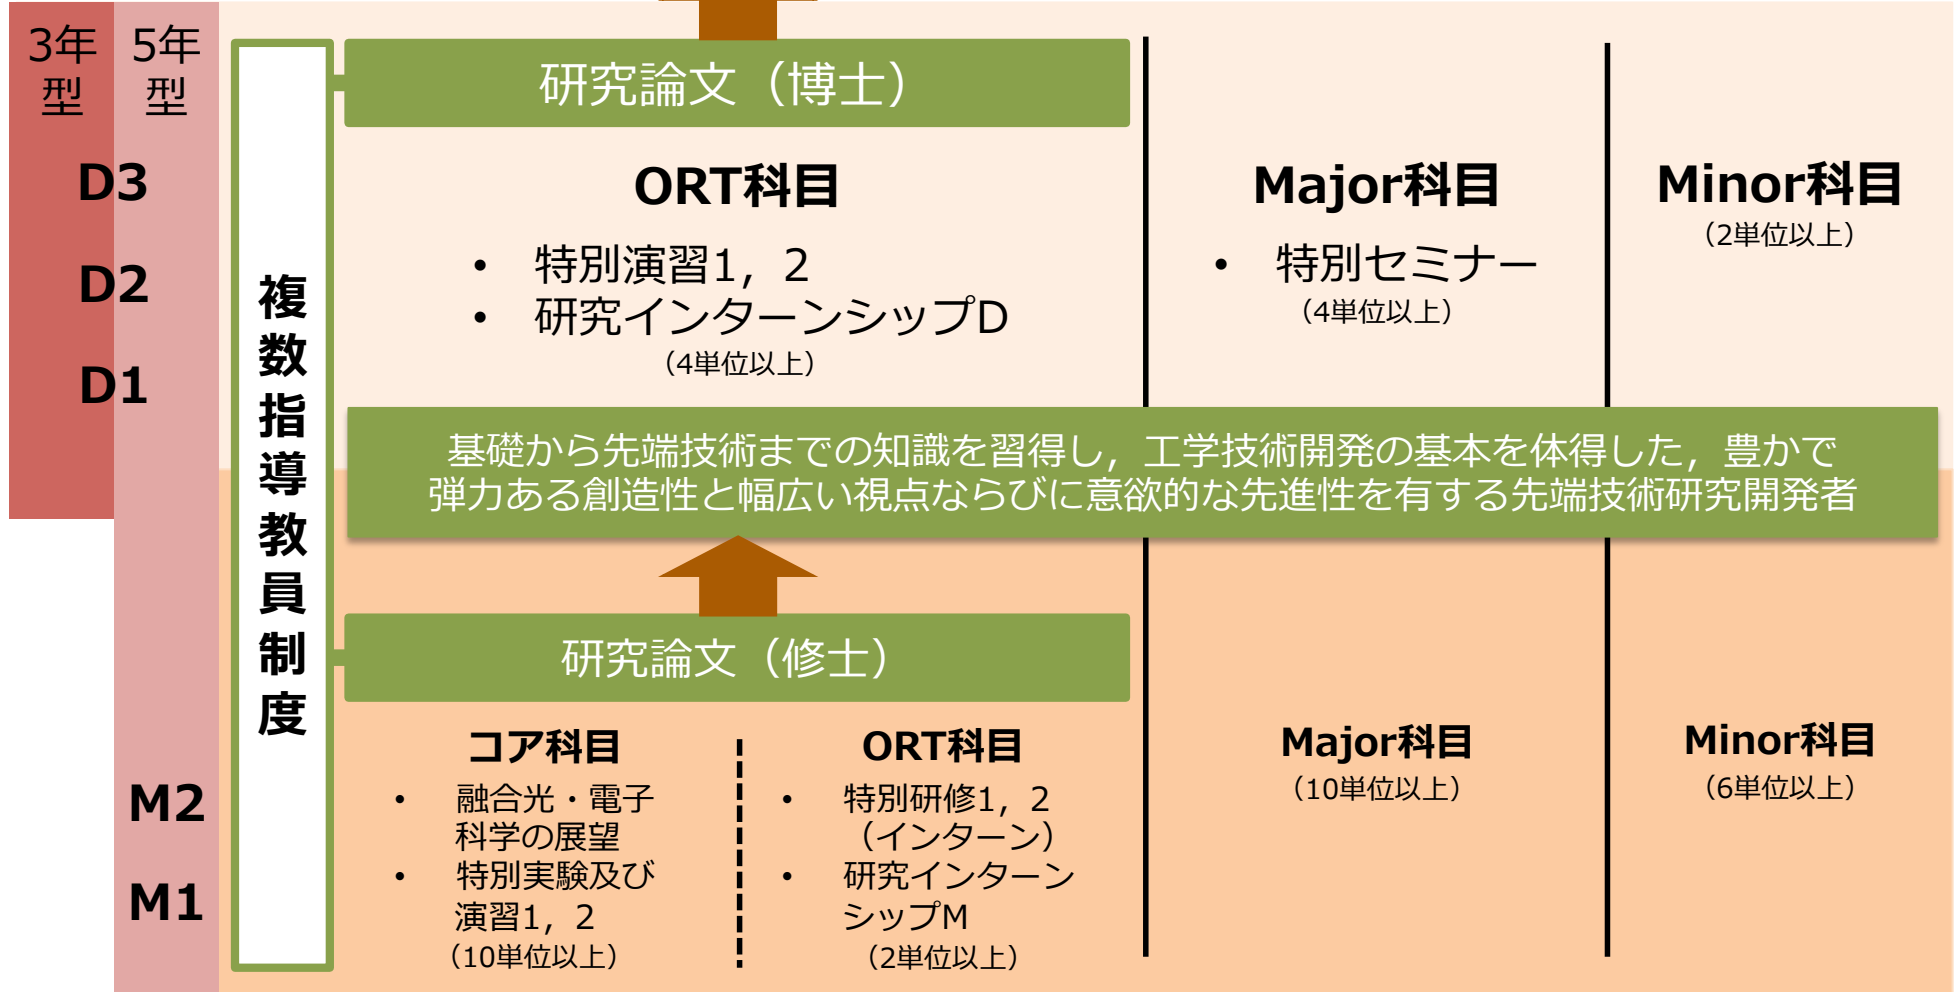 3年
型
5年
型
D3
D2
D1
M2
M1
複数指導教員制度
研究論文（博士）
ORT科目
• 特別演習1，2
• 研究インターンシップD
（4単位以上）
Major科目
• 特別セミナー
（4単位以上）
Minor科目
（2単位以上）
基礎から先端技術までの知識を習得し，工学技術開発の基本を体得した，豊かで
弾力ある創造性と幅広い視点ならびに意欲的な先進性を有する先端技術研究開発者
研究論文（修士）
コア科目
• 融合光・電子
科学の展望
• 特別実験及び
演習1，2
（10単位以上）
ORT科目
• 特別研修1，2
（インターン）
• 研究インターン
シップM
（2単位以上）
Major科目
（10単位以上）
Minor科目
（6単位以上）